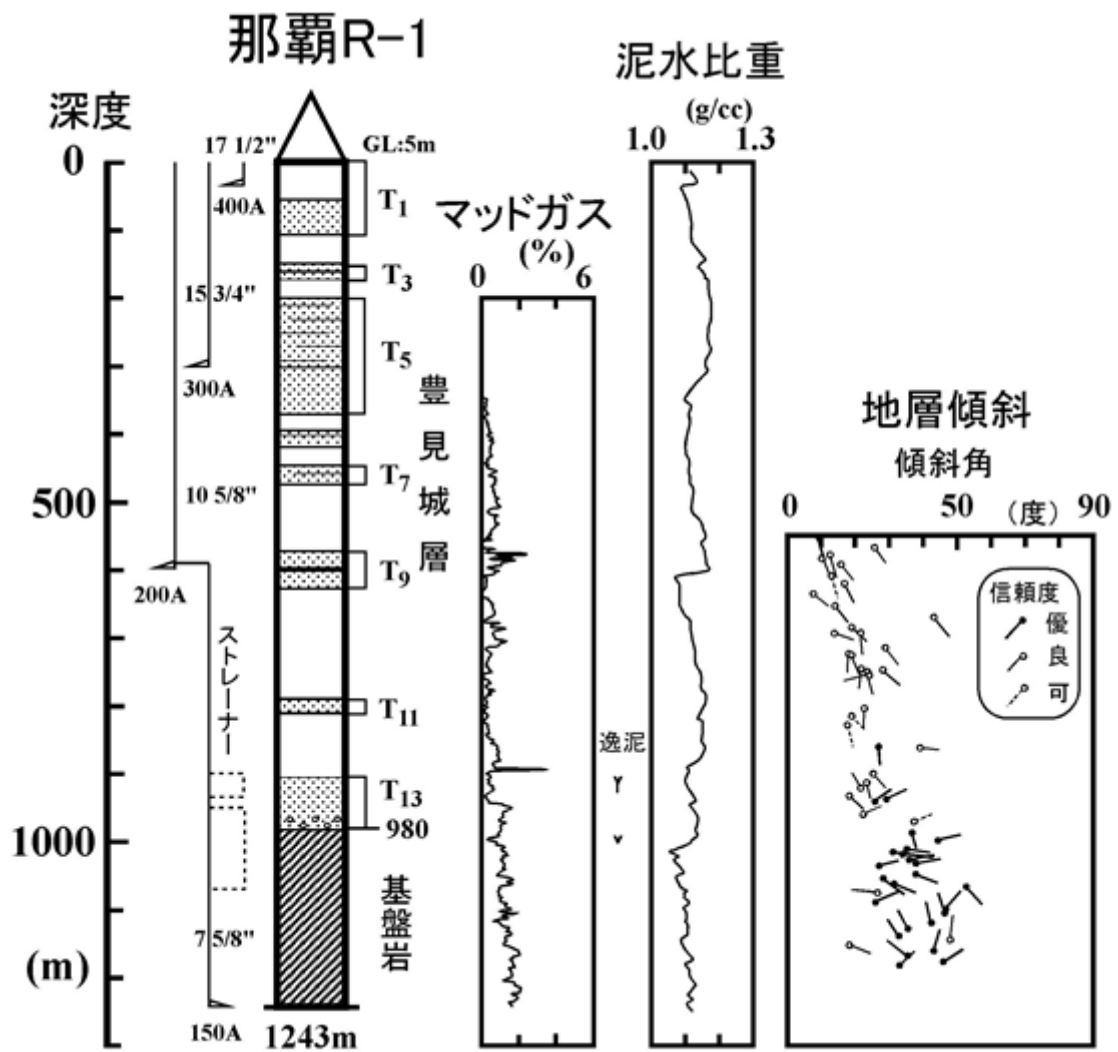 那覇R-1
深度
0
500
1000
(m)
17 1/2"
400A
15 3/4"
300A
10 5/8"
200A
ストレーナー
7 5/8"
150A
GL:5m
T1
T3
T5
T7
T9
T11
T13
980
豊見城層
基盤岩
1243m
マッドガス
(%)
0 6
逸泥
泥水比重
(g/cc)
1.0 1.3
地層傾斜
傾斜角
0 50 (度) 90
信頼度
優
良
可